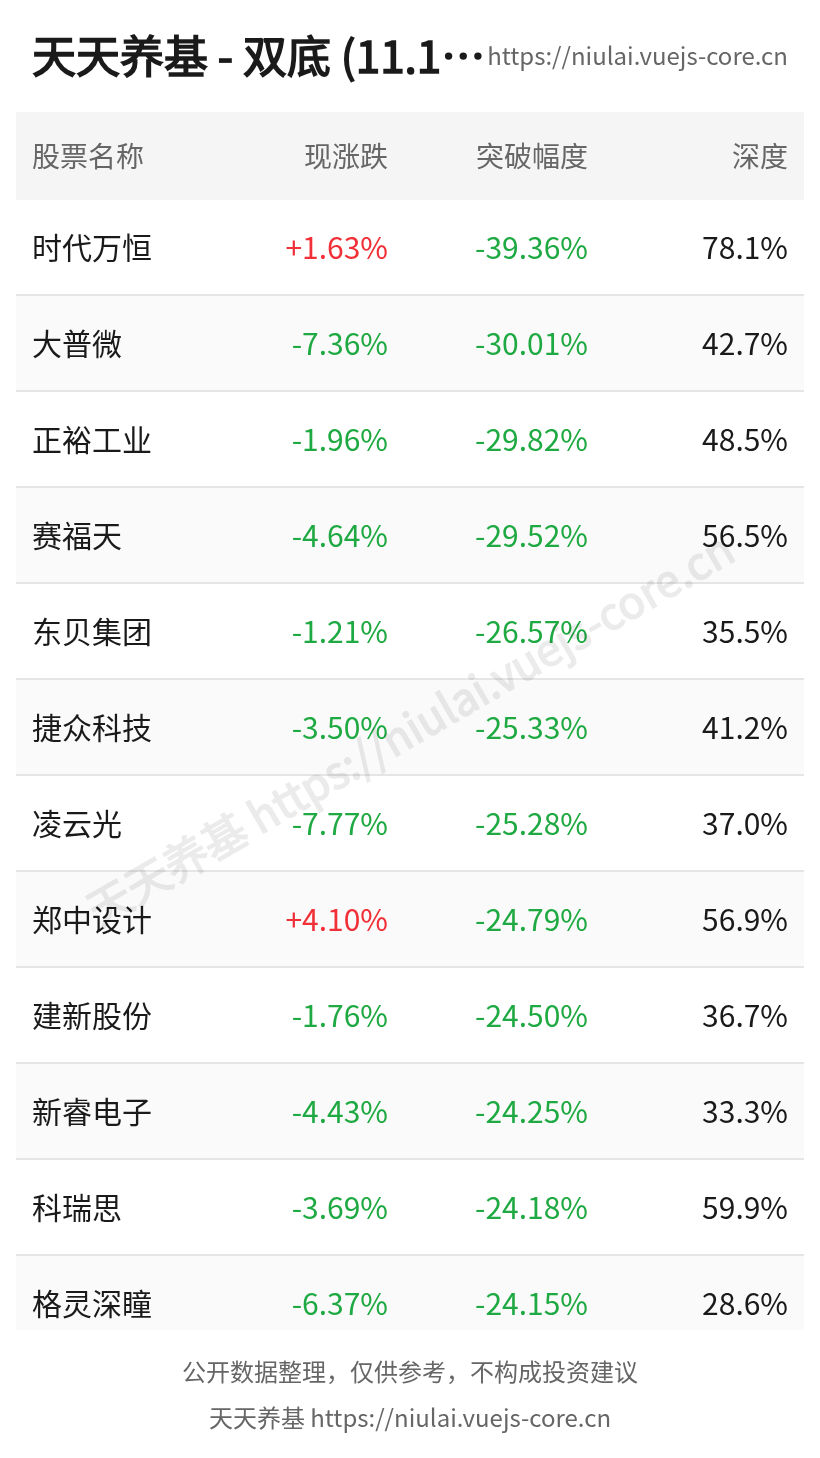 天天养基 - 双底 (11.1… https://niulai.vuejs-core.cn
股票名称 现涨跌 突破幅度 深度
时代万恒 +1.63% -39.36% 78.1%
大普微 -7.36% -30.01% 42.7%
正裕工业 -1.96% -29.82% 48.5%
赛福天 -4.64% -29.52% 56.5%
东贝集团 -1.21% -26.57% 35.5%
捷众科技 -3.50% -25.33% 41.2%
凌云光 -7.77% -25.28% 37.0%
郑中设计 +4.10% -24.79% 56.9%
建新股份 -1.76% -24.50% 36.7%
新睿电子 -4.43% -24.25% 33.3%
科瑞思 -3.69% -24.18% 59.9%
格灵深瞳 -6.37% -24.15% 28.6%
天天养基 https://niulai.vuejs-core.cn
公开数据整理，仅供参考，不构成投资建议
天天养基 https://niulai.vuejs-core.cn